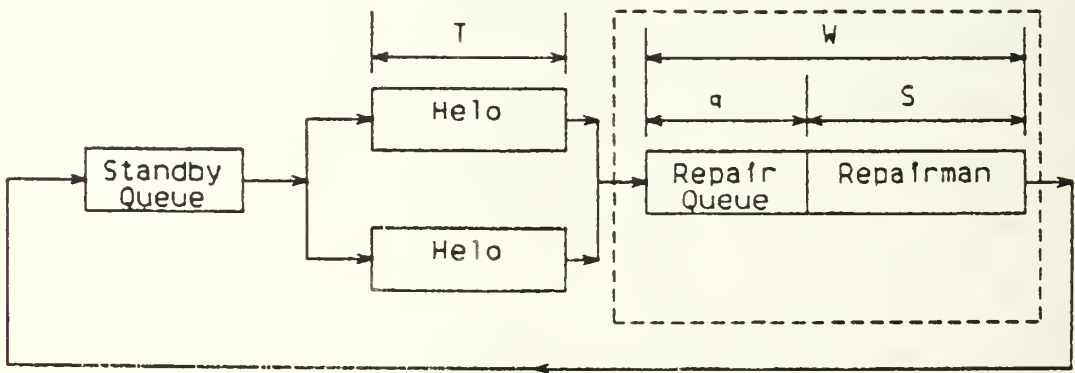 T
W
Helo
q
S
Standby
Queue
Repair
Queue
Repairman
Helo